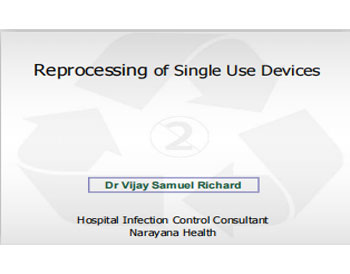 Reprocessing of Single Use Devices
2
Dr Vijay Samuel Richard
Hospital Infection Control Consultant
Narayana Health